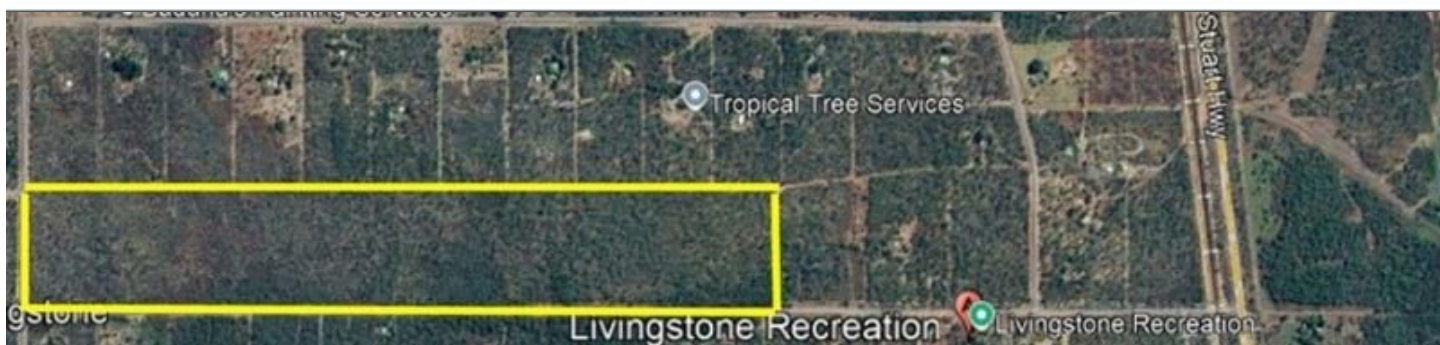 Stuart Hwy
Tropical Tree Services
gstone
Livingstone Recreation
Livingstone Recreation